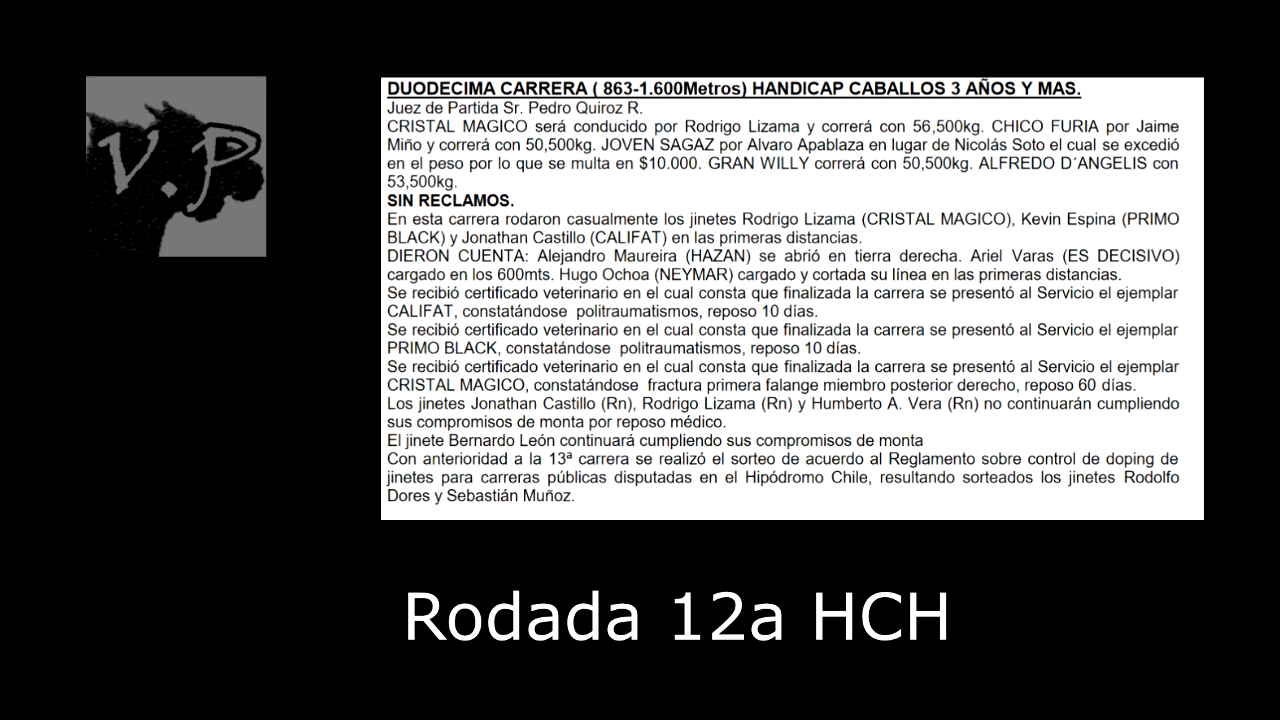 V.P
DUODECIMA CARRERA ( 863-1.600Metros) HANDICAP CABALLOS 3 AÑOS Y MAS.
Juez de Partida Sr. Pedro Quiroz R.
CRISTAL MAGICO será conducido por Rodrigo Lizama y correrá con 56,500kg. CHICO FURIA por Jaime
Miño y correrá con 50,500kg. JOVEN SAGAZ por Alvaro Apablaza en lugar de Nicolás Soto el cual se excedió
en el peso por lo que se multa en $10.000. GRAN WILLY correrá con 50,500kg. ALFREDO D´ANGELIS con
53,500kg.
SIN RECLAMOS.
En esta carrera rodaron casualmente los jinetes Rodrigo Lizama (CRISTAL MAGICO), Kevin Espina (PRIMO
BLACK) y Jonathan Castillo (CALIFAT) en las primeras distancias.
DIERON CUENTA: Alejandro Maureira (HAZAN) se abrió en tierra derecha. Ariel Varas (ES DECISIVO)
cargado en los 600mts. Hugo Ochoa (NEYMAR) cargado y cortada su línea en las primeras distancias.
Se recibió certificado veterinario en el cual consta que finalizada la carrera se presentó al Servicio el ejemplar
CALIFAT, constatándose politraumatismos, reposo 10 días.
Se recibió certificado veterinario en el cual consta que finalizada la carrera se presentó al Servicio el ejemplar
PRIMO BLACK, constatándose politraumatismos, reposo 10 días.
Se recibió certificado veterinario en el cual consta que finalizada la carrera se presentó al Servicio el ejemplar
CRISTAL MAGICO, constatándose fractura primera falange miembro posterior derecho, reposo 60 días.
Los jinetes Jonathan Castillo (Rn), Rodrigo Lizama (Rn) y Humberto A. Vera (Rn) no continuarán cumpliendo
sus compromisos de monta por reposo médico.
El jinete Bernardo León continuará cumpliendo sus compromisos de monta
Con anterioridad a la 13ª carrera se realizó el sorteo de acuerdo al Reglamento sobre control de doping de
jinetes para carreras públicas disputadas en el Hipódromo Chile, resultando sorteados los jinetes Rodolfo
Dores y Sebastián Muñoz.
Rodada 12a HCH